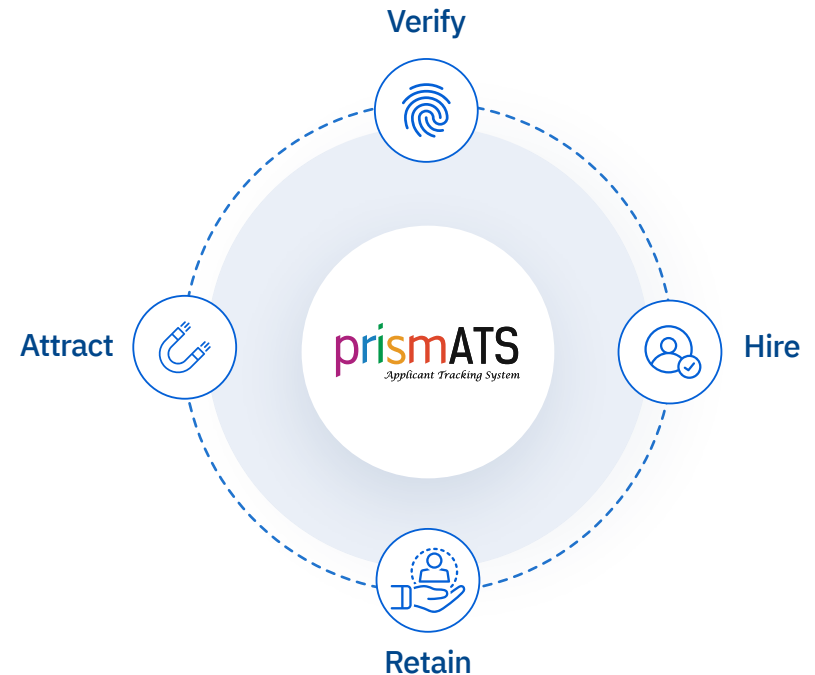 Verify
Attract
prismATS
Applicant Tracking System
Hire
Retain